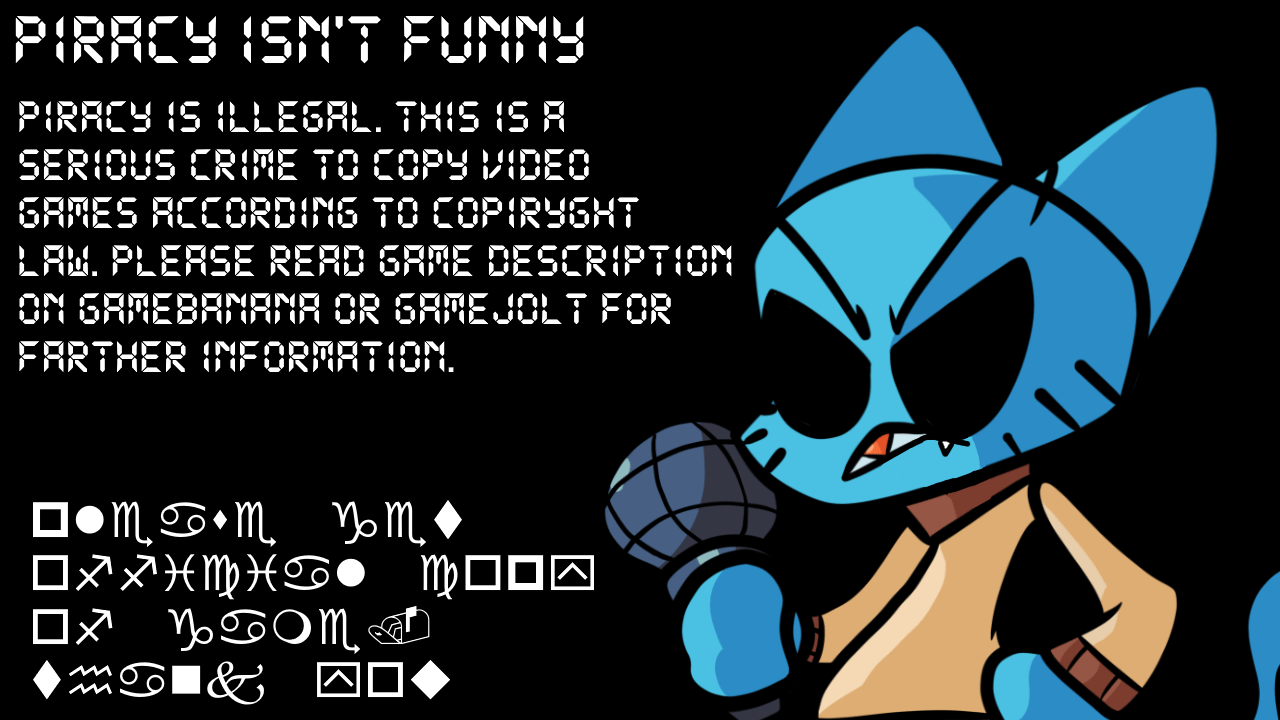 PIRACY ISN'T FUNNY
PIRACY IS ILLEGAL. THIS IS A
SERIOUS CRIME TO COPY VIDEO
GAMES ACCORDING TO COPIRYGHT
LAW. PLEASE READ GAME DESCRIPTION
ON GAMEBANANA OR GAMEJOLT FOR
FARTHER INFORMATION.
◻●♏♋⬧♏ ♑♏⧫
□♐♐♓♍♓♋● ♍□◻⍓
□♐ ♑♋❍♏📬
⧫♒♋■🙵 ⍓□◆